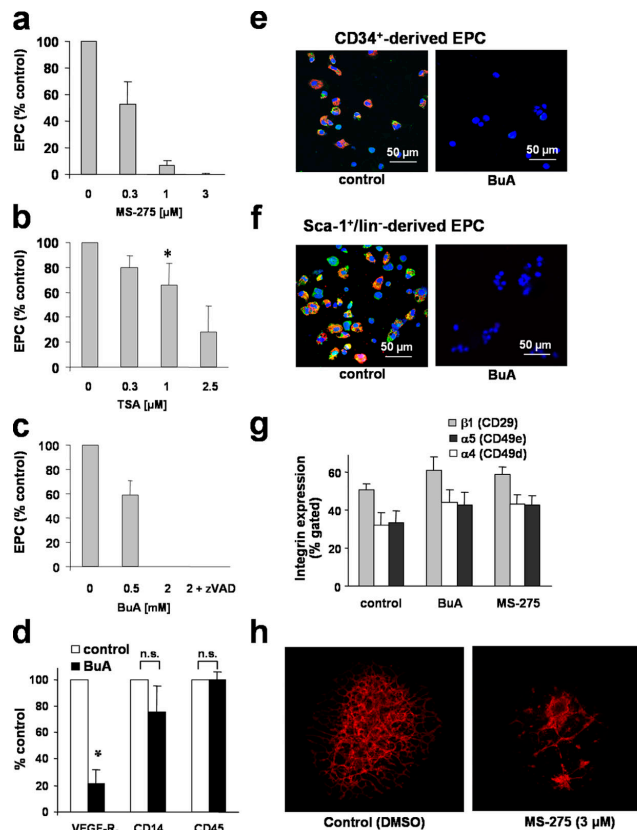 a
EPC (% control)
100
80
60
40
20
0
0 0.3 1 3
MS-275 [µM]
b
EPC (% control)
100
80
60
40
20
0
*
0 0.3 1 2.5
TSA [µM]
c
EPC (% control)
100
80
60
40
20
0
0 0.5 2 2 + zVAD
BuA [mM]
d
control
BuA
n.s. n.s.
% control
100
80
60
40
20
0
*
CD14 CD45
e
CD34+-derived EPC
50 µm 50 µm
control BuA
f
Sca-1+/lin--derived EPC
50 µm 50 µm
control BuA
g
β1 (CD29)
α5 (CD49e)
α4 (CD49d)
Integrin expression
(% gated)
60
40
20
0
control BuA MS-275
h
Control (DMSO) MS-275 (3 µM)